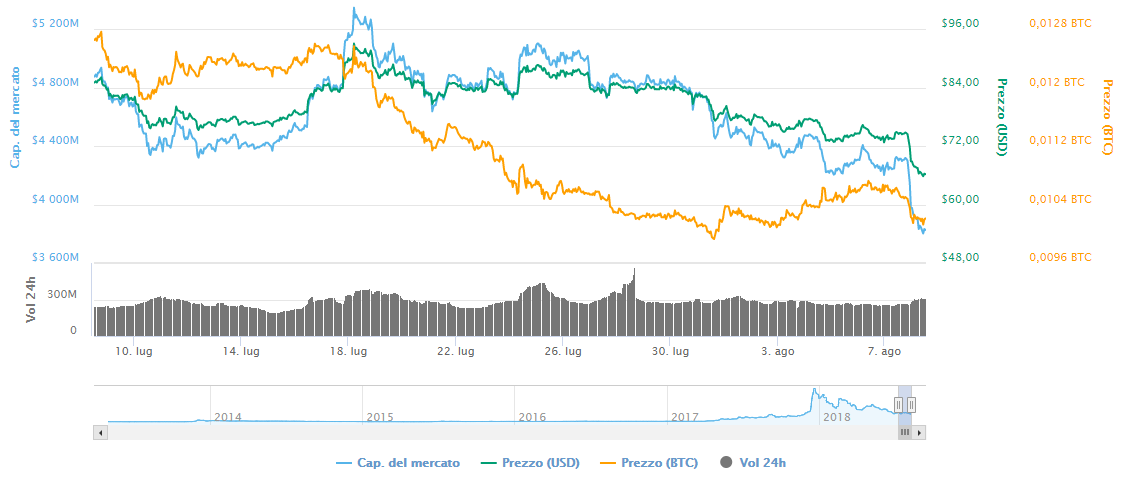 $5 200M
$4 800M
$4 400M
$4 000M
$3 600M
Cap. del mercato
$96,00
$84,00
$72,00
$60,00
$48,00
Prezzo (USD)
0,0128 BTC
0,012 BTC
0,0112 BTC
0,0104 BTC
0,0096 BTC
Prezzo (BTC)
Vol 24h
300M
0
10. lug 14. lug 18. lug 22. lug 26. lug 30. lug 3. ago 7. ago
2014 2015 2016 2017 2018
Cap. del mercato Prezzo (USD) Prezzo (BTC) Vol 24h